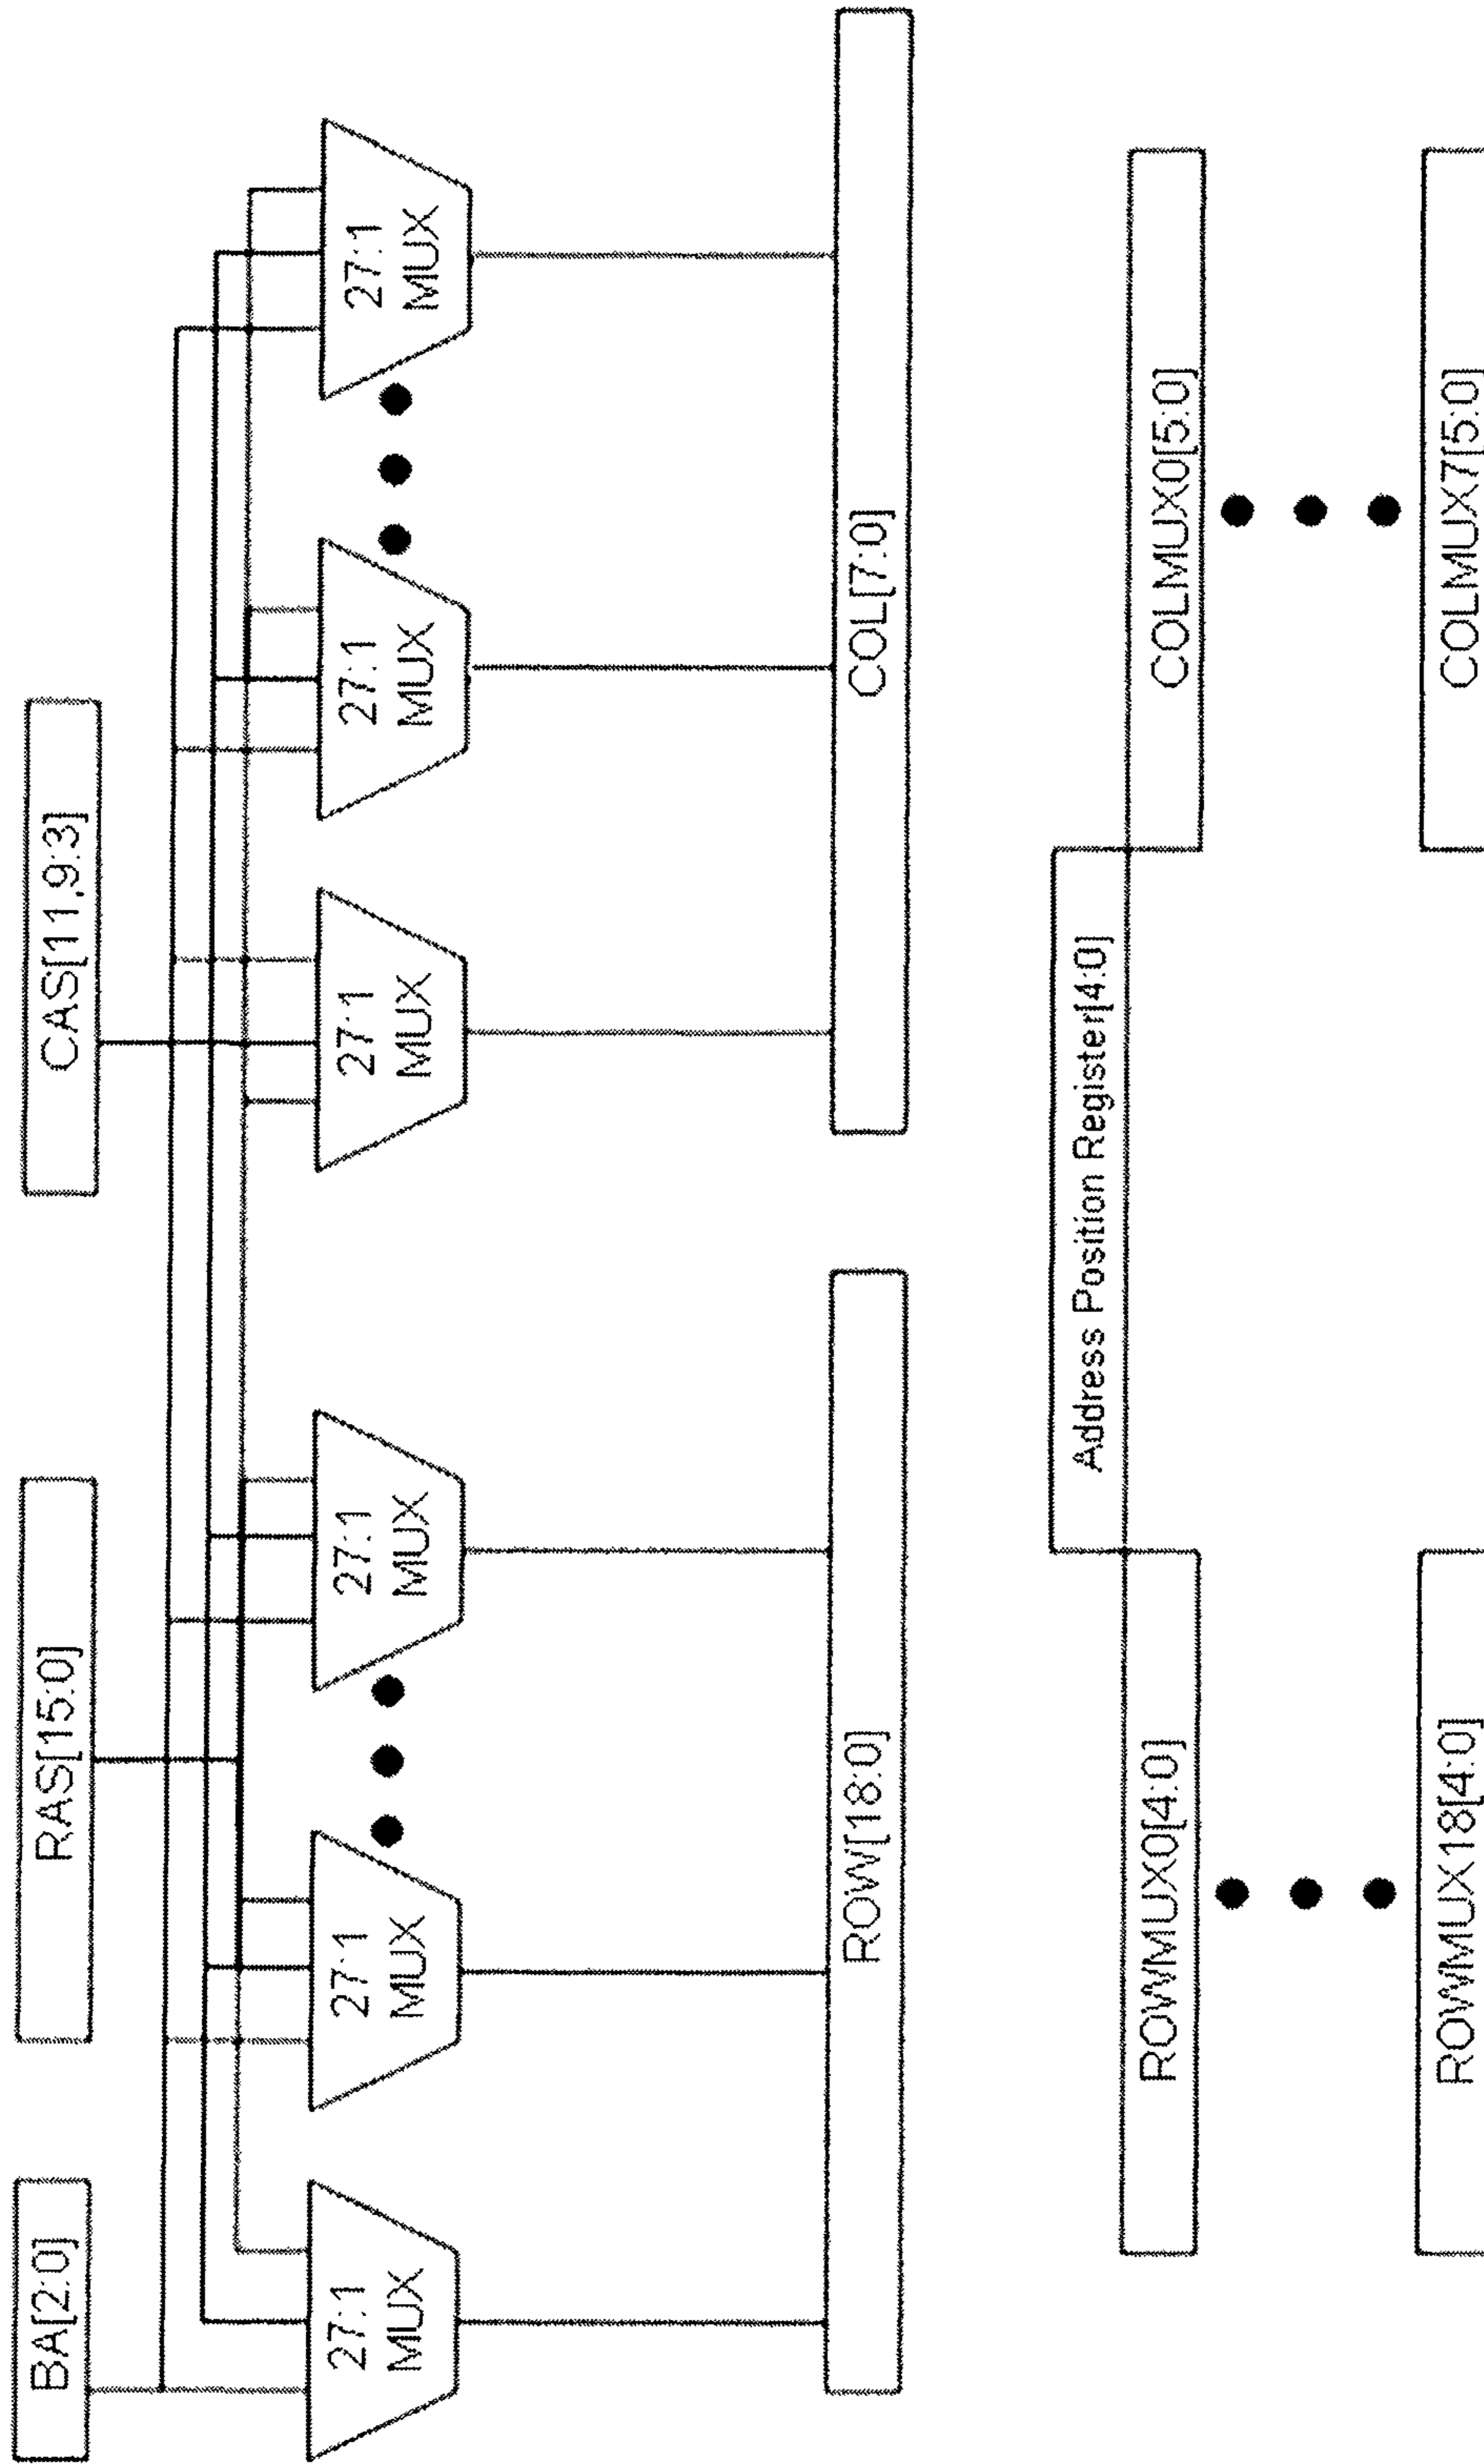 BA[2:0]
RAS[15:0]
CAS[11,9:3]
27:1
MUX
27:1
MUX
27:1
MUX
27:1
MUX
27:1
MUX
27:1
MUX
ROW[18:0]
COL[7:0]
Address Position Register[4:0]
ROWMUX0[4:0]
COLMUX0[5:0]
ROWMUX18[4:0]
COLMUX7[5:0]